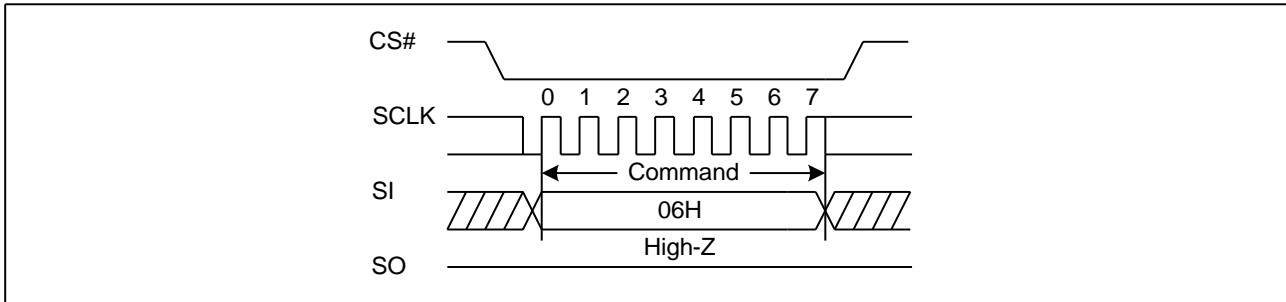 CS#
0 1 2 3 4 5 6 7
SCLK
Command
SI
06H
High-Z
SO